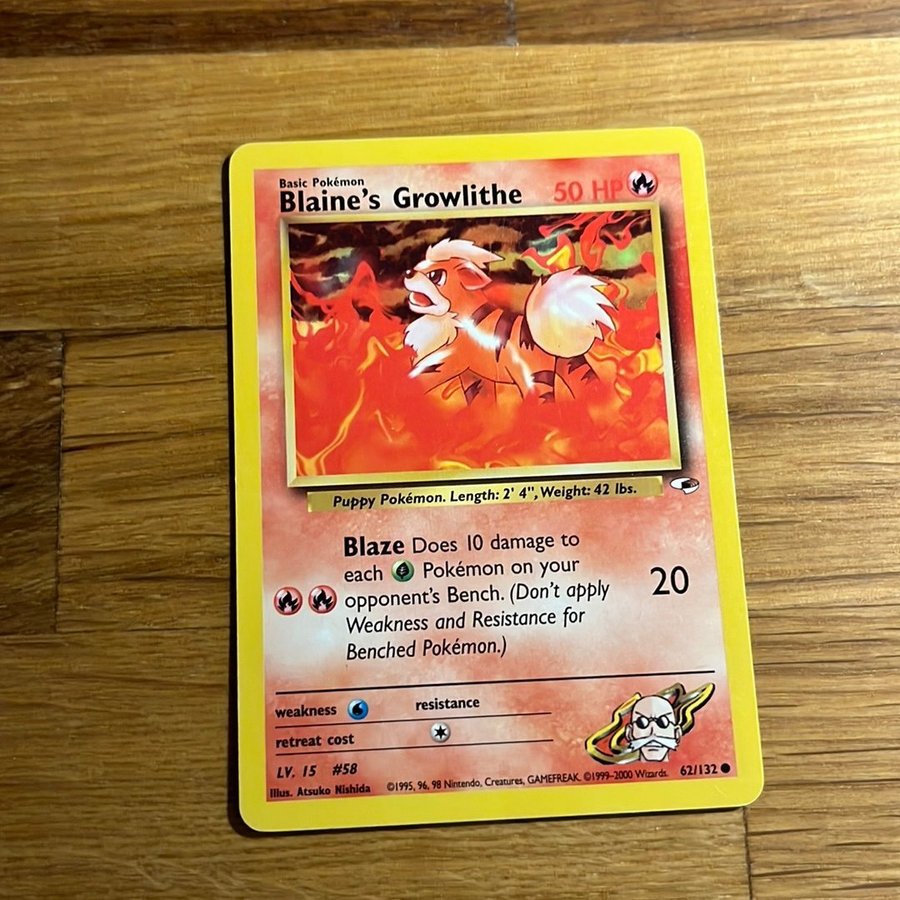 Basic Pokémon
Blaine's Growlithe 50 HP
Puppy Pokémon. Length: 2' 4", Weight: 42 lbs.
Blaze Does 10 damage to
each Pokémon on your
opponent's Bench. (Don't apply
Weakness and Resistance for
Benched Pokémon.)
20
weakness resistance
retreat cost
LV. 15 #58
Illus. Atsuko Nishida ©1995, 96, 98 Nintendo, Creatures, GAMEFREAK. ©1999-2000 Wizards. 62/132